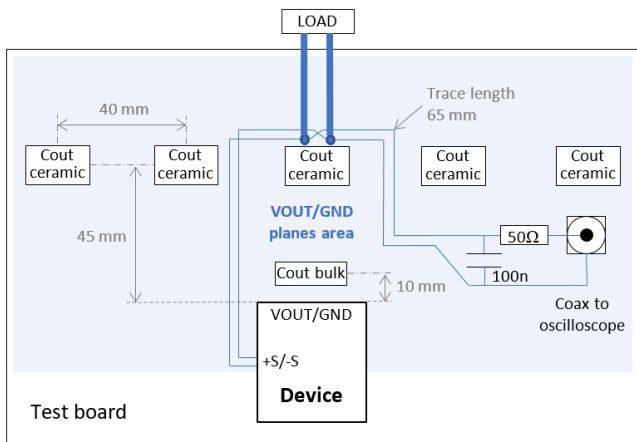 LOAD
Trace length
65 mm
40 mm
Cout
ceramic
Cout
ceramic
Cout
ceramic
Cout
ceramic
Cout
ceramic
45 mm
VOUT/GND
planes area
50Ω
100n
Cout bulk
10 mm
Coax to
oscilloscope
VOUT/GND
+S/-S
Device
Test board